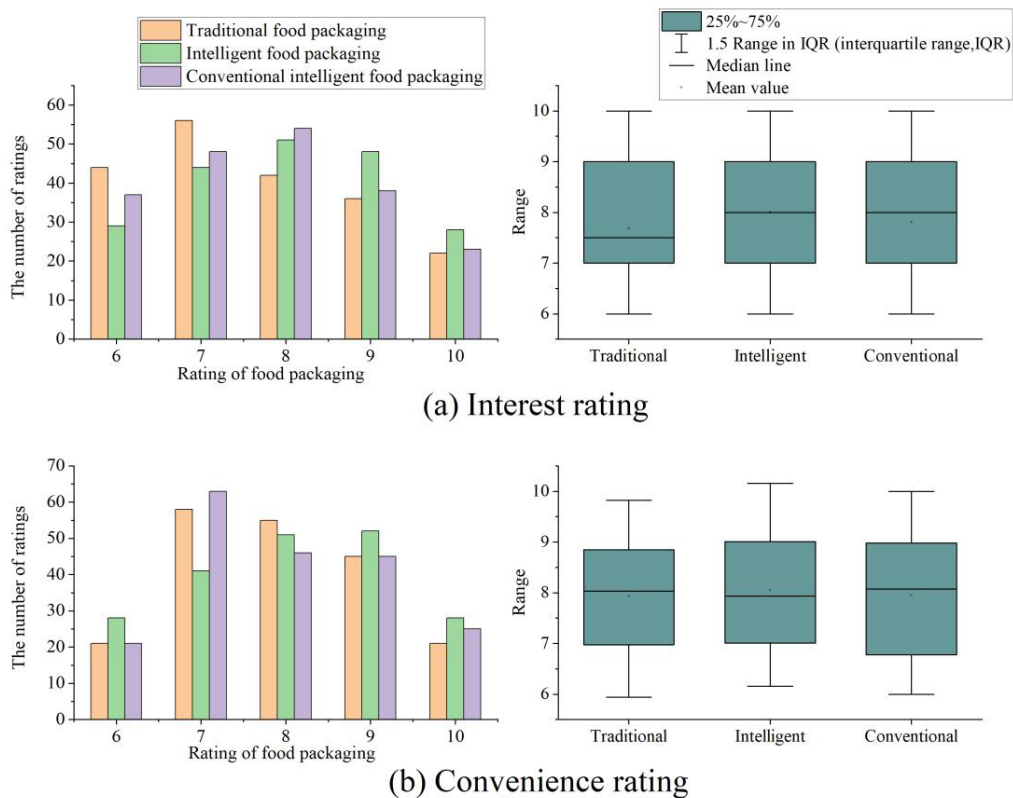 Traditional food packaging
Intelligent food packaging
Conventional intelligent food packaging
The number of ratings
60
50
40
30
20
10
0
6 7 8 9 10
Rating of food packaging
25%~75%
1.5 Range in IQR (interquartile range,IQR)
Median line
Mean value
Range
10
9
8
7
6
Traditional Intelligent Conventional
(a) Interest rating
The number of ratings
70
60
50
40
30
20
10
0
6 7 8 9 10
Rating of food packaging
Range
10
9
8
7
6
Traditional Intelligent Conventional
(b) Convenience rating